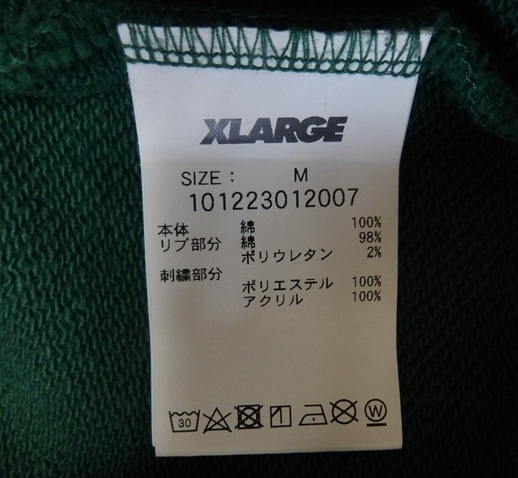 XLARGE
SIZE : M
101223012007
本体 綿 100%
リブ部分 綿 98%
ポリウレタン 2%
刺繍部分
ポリエステル 100%
アクリル 100%
30 W